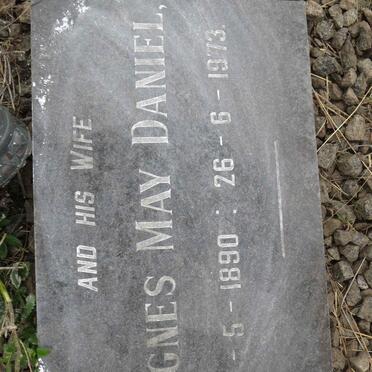 AND HIS WIFE
GNES MAY DANIEL,
- 5 - 1890 : 26 - 6 - 1973.